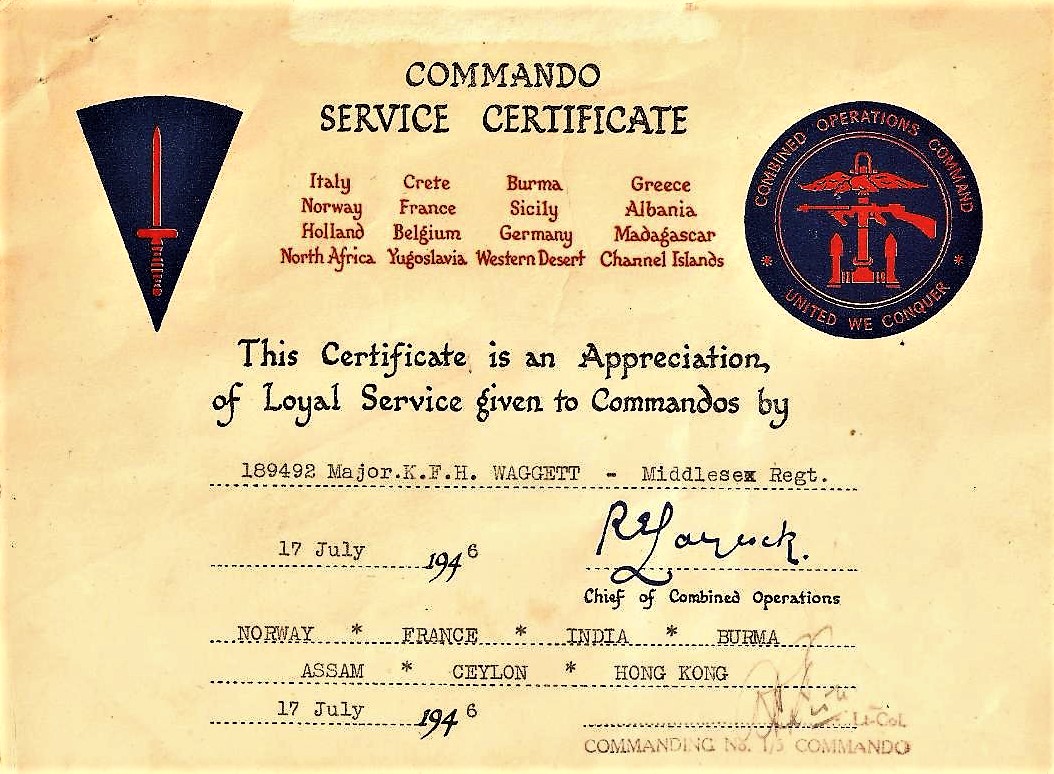 COMMANDO
SERVICE CERTIFICATE
COMBINED OPERATIONS COMMAND
* UNITED WE CONQUER *
Italy Crete Burma Greece
Norway France Sicily Albania
Holland Belgium Germany Madagascar
North Africa Yugoslavia Western Desert Channel Islands
This Certificate is an Appreciation,
of Loyal Service given to Commandos by
189492 Major.K.F.H. WAGGETT - Middlesex Regt.
17 July 1946
R E Laycock.
Chief of Combined Operations
NORWAY * FRANCE * INDIA * BURMA
ASSAM * CEYLON * HONG KONG
17 July 1946
Lt-Col.
COMMANDING No. 1/5 COMMANDO